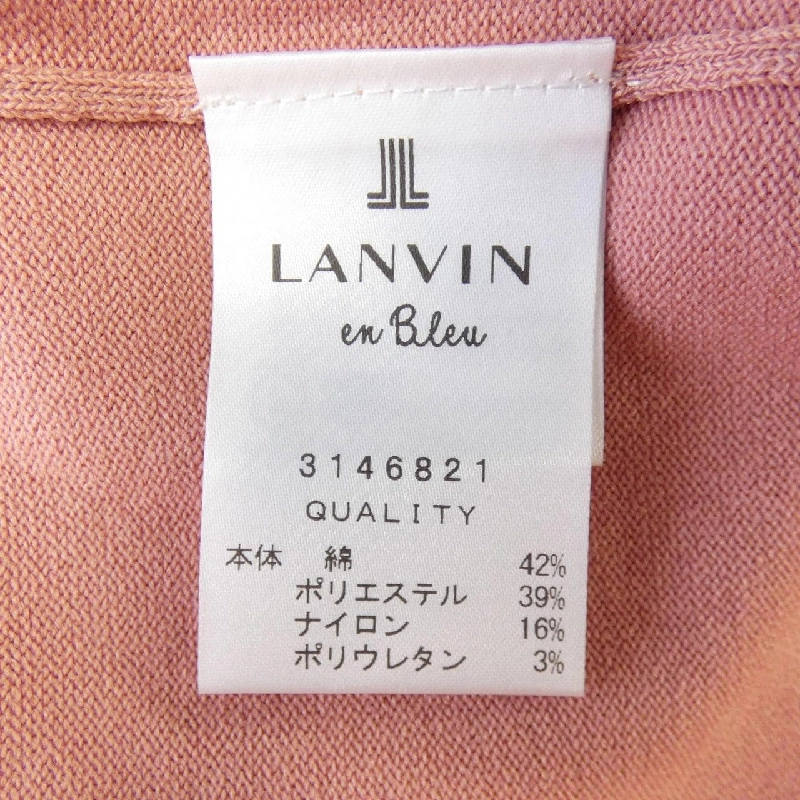 LANVIN
en Bleu
3146821
QUALITY
本体 綿 42%
ポリエステル 39%
ナイロン 16%
ポリウレタン 3%